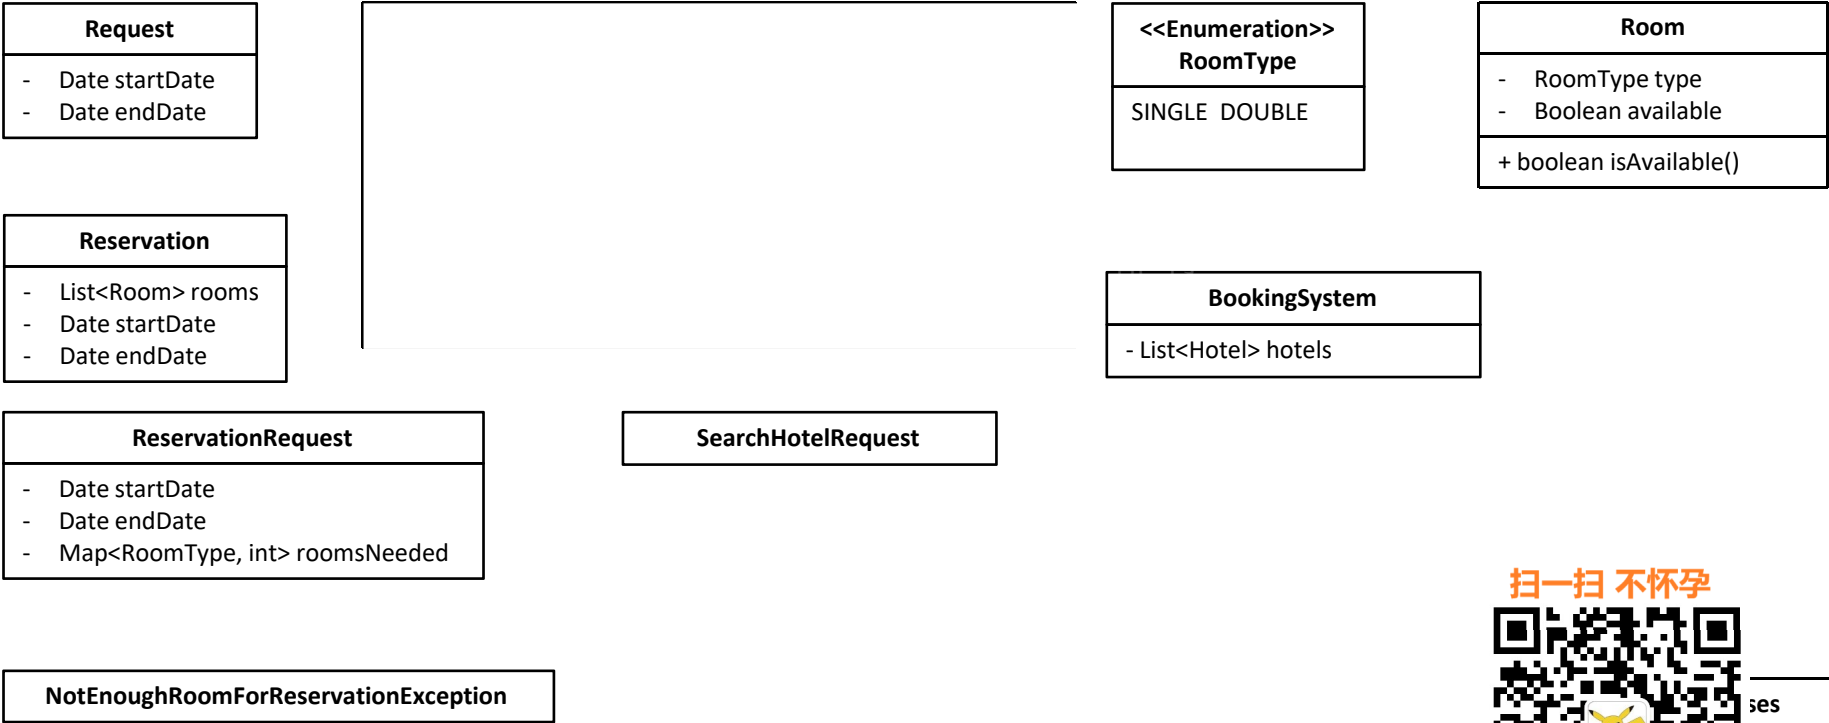 Request
- Date startDate
- Date endDate
<<Enumeration>>
RoomType
SINGLE DOUBLE
Room
- RoomType type
- Boolean available
+ boolean isAvailable()
Reservation
- List<Room> rooms
- Date startDate
- Date endDate
BookingSystem
- List<Hotel> hotels
ReservationRequest
- Date startDate
- Date endDate
- Map<RoomType, int> roomsNeeded
SearchHotelRequest
扫一扫 不怀孕
NotEnoughRoomForReservationException
ses